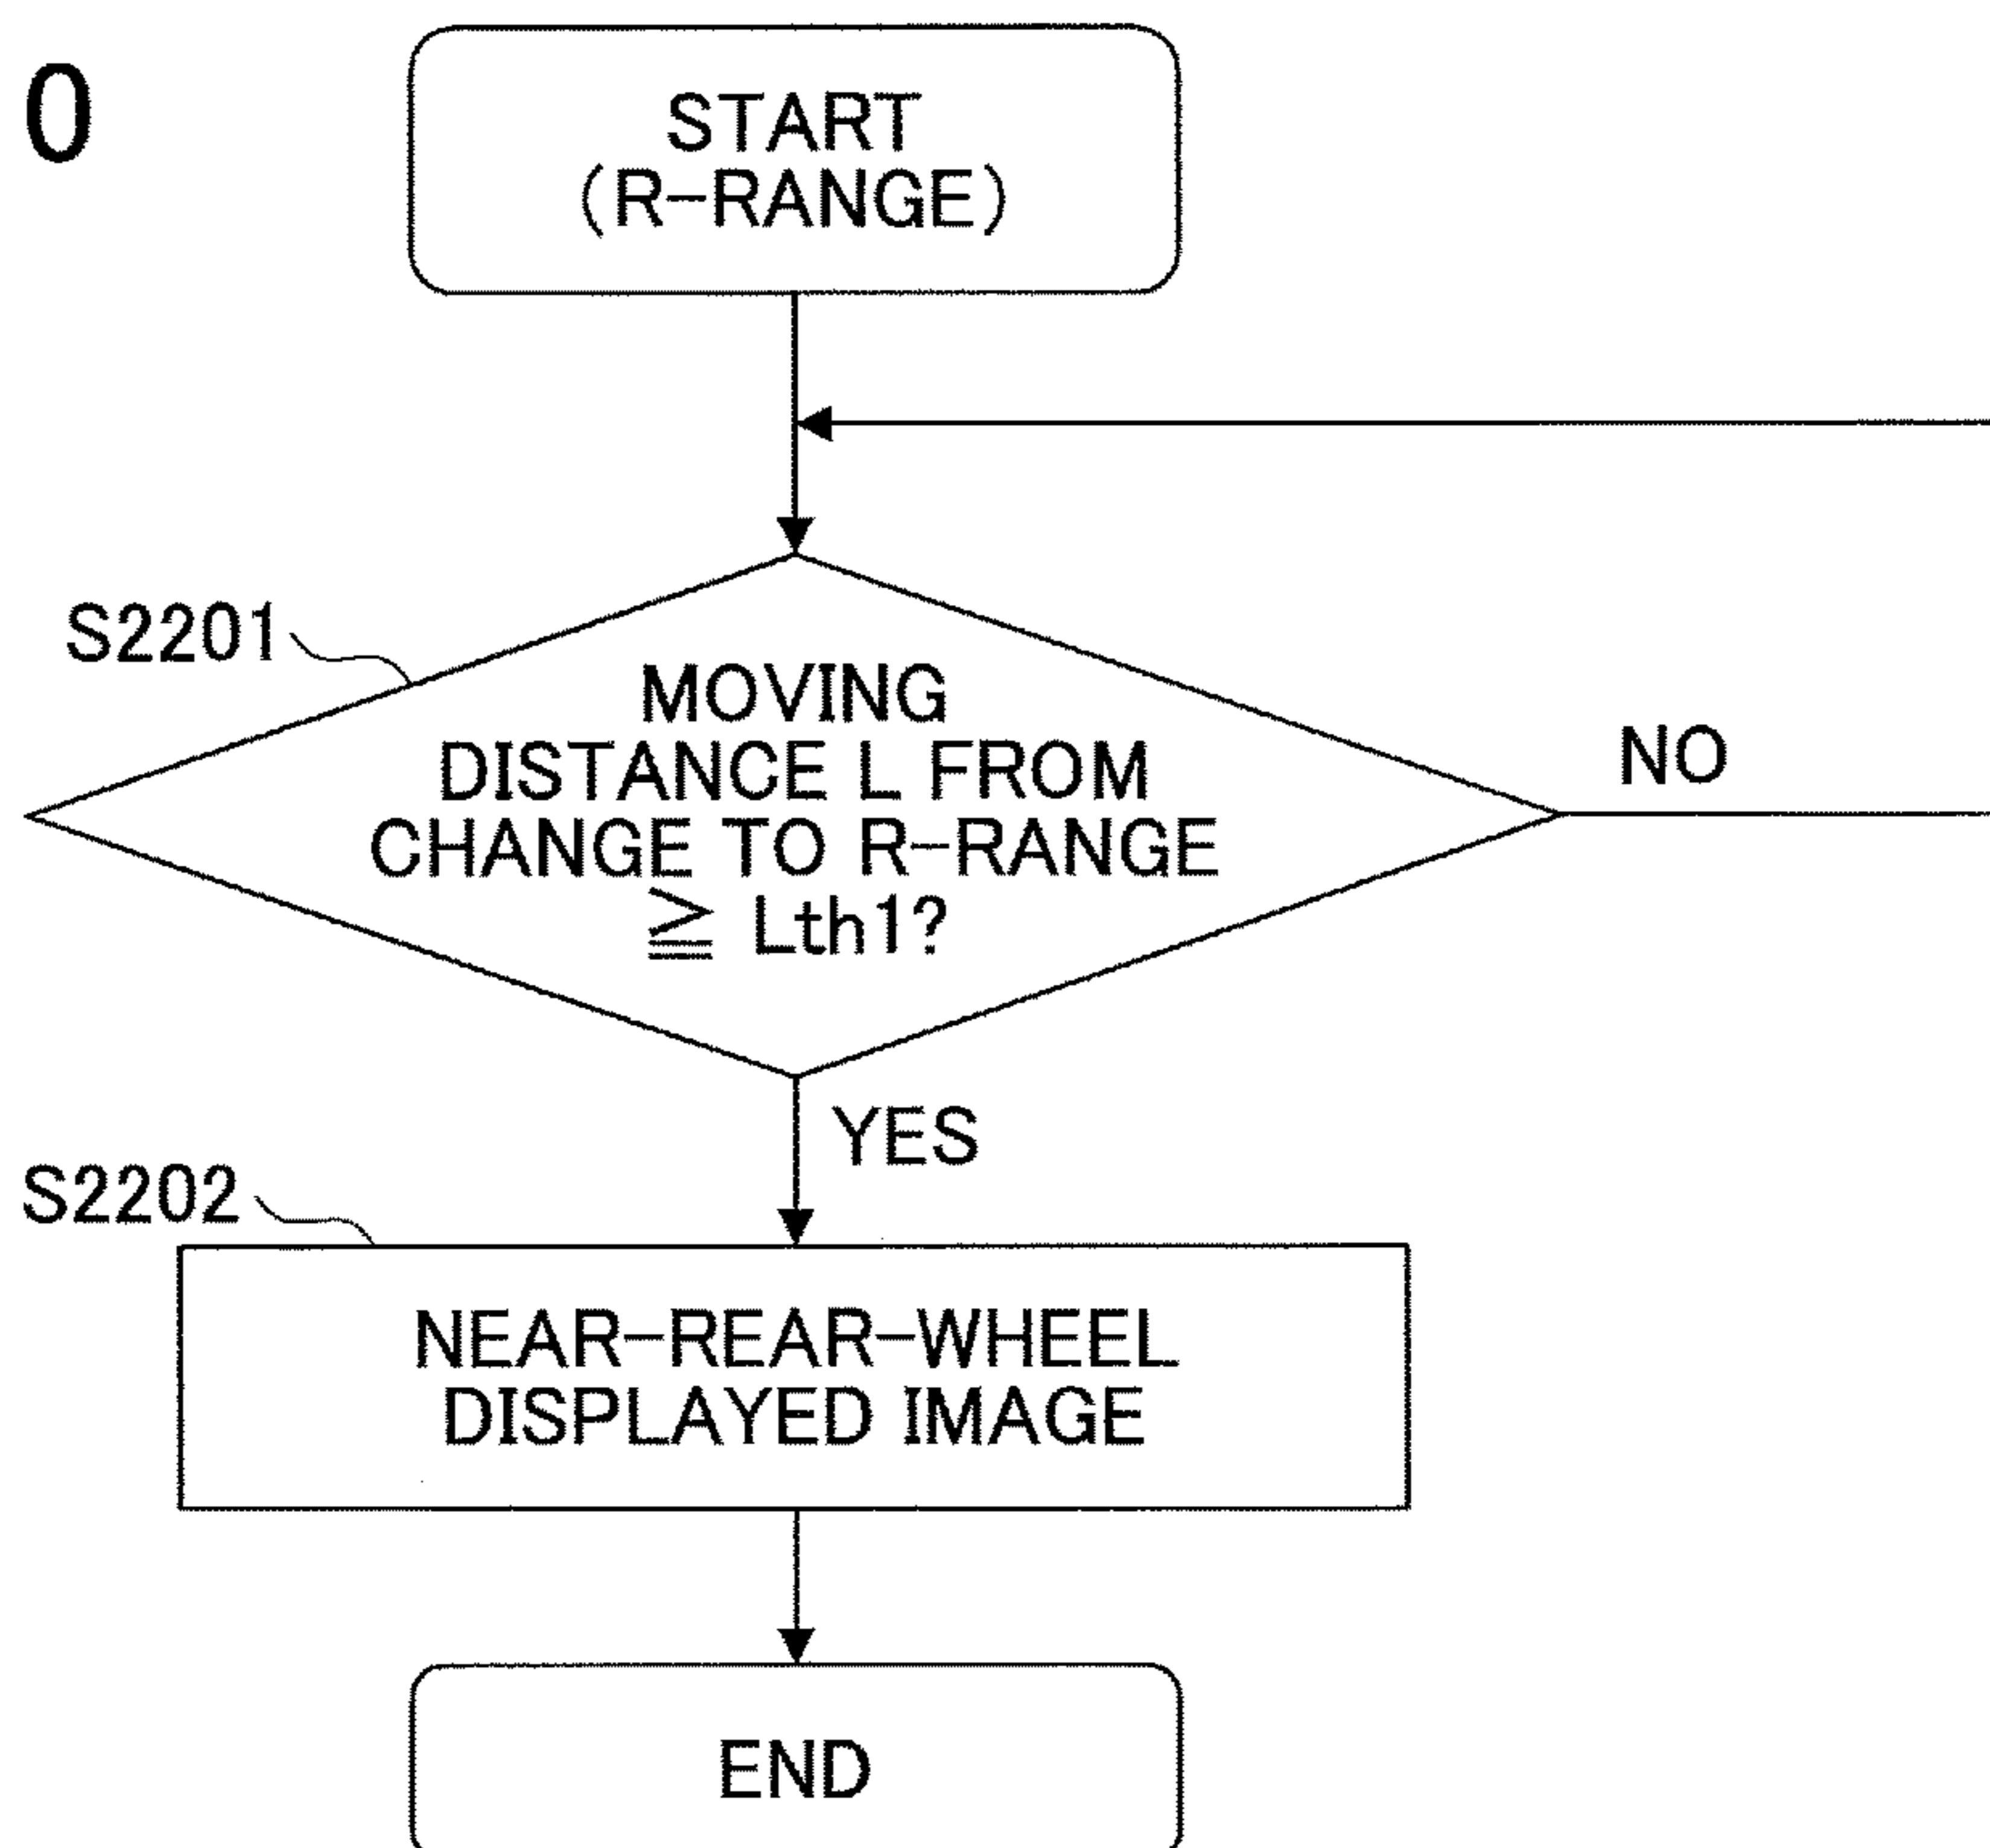 0
START
(R-RANGE)
S2201
MOVING
DISTANCE L FROM
CHANGE TO R-RANGE
≧ Lth1?
NO
YES
S2202
NEAR-REAR-WHEEL
DISPLAYED IMAGE
END